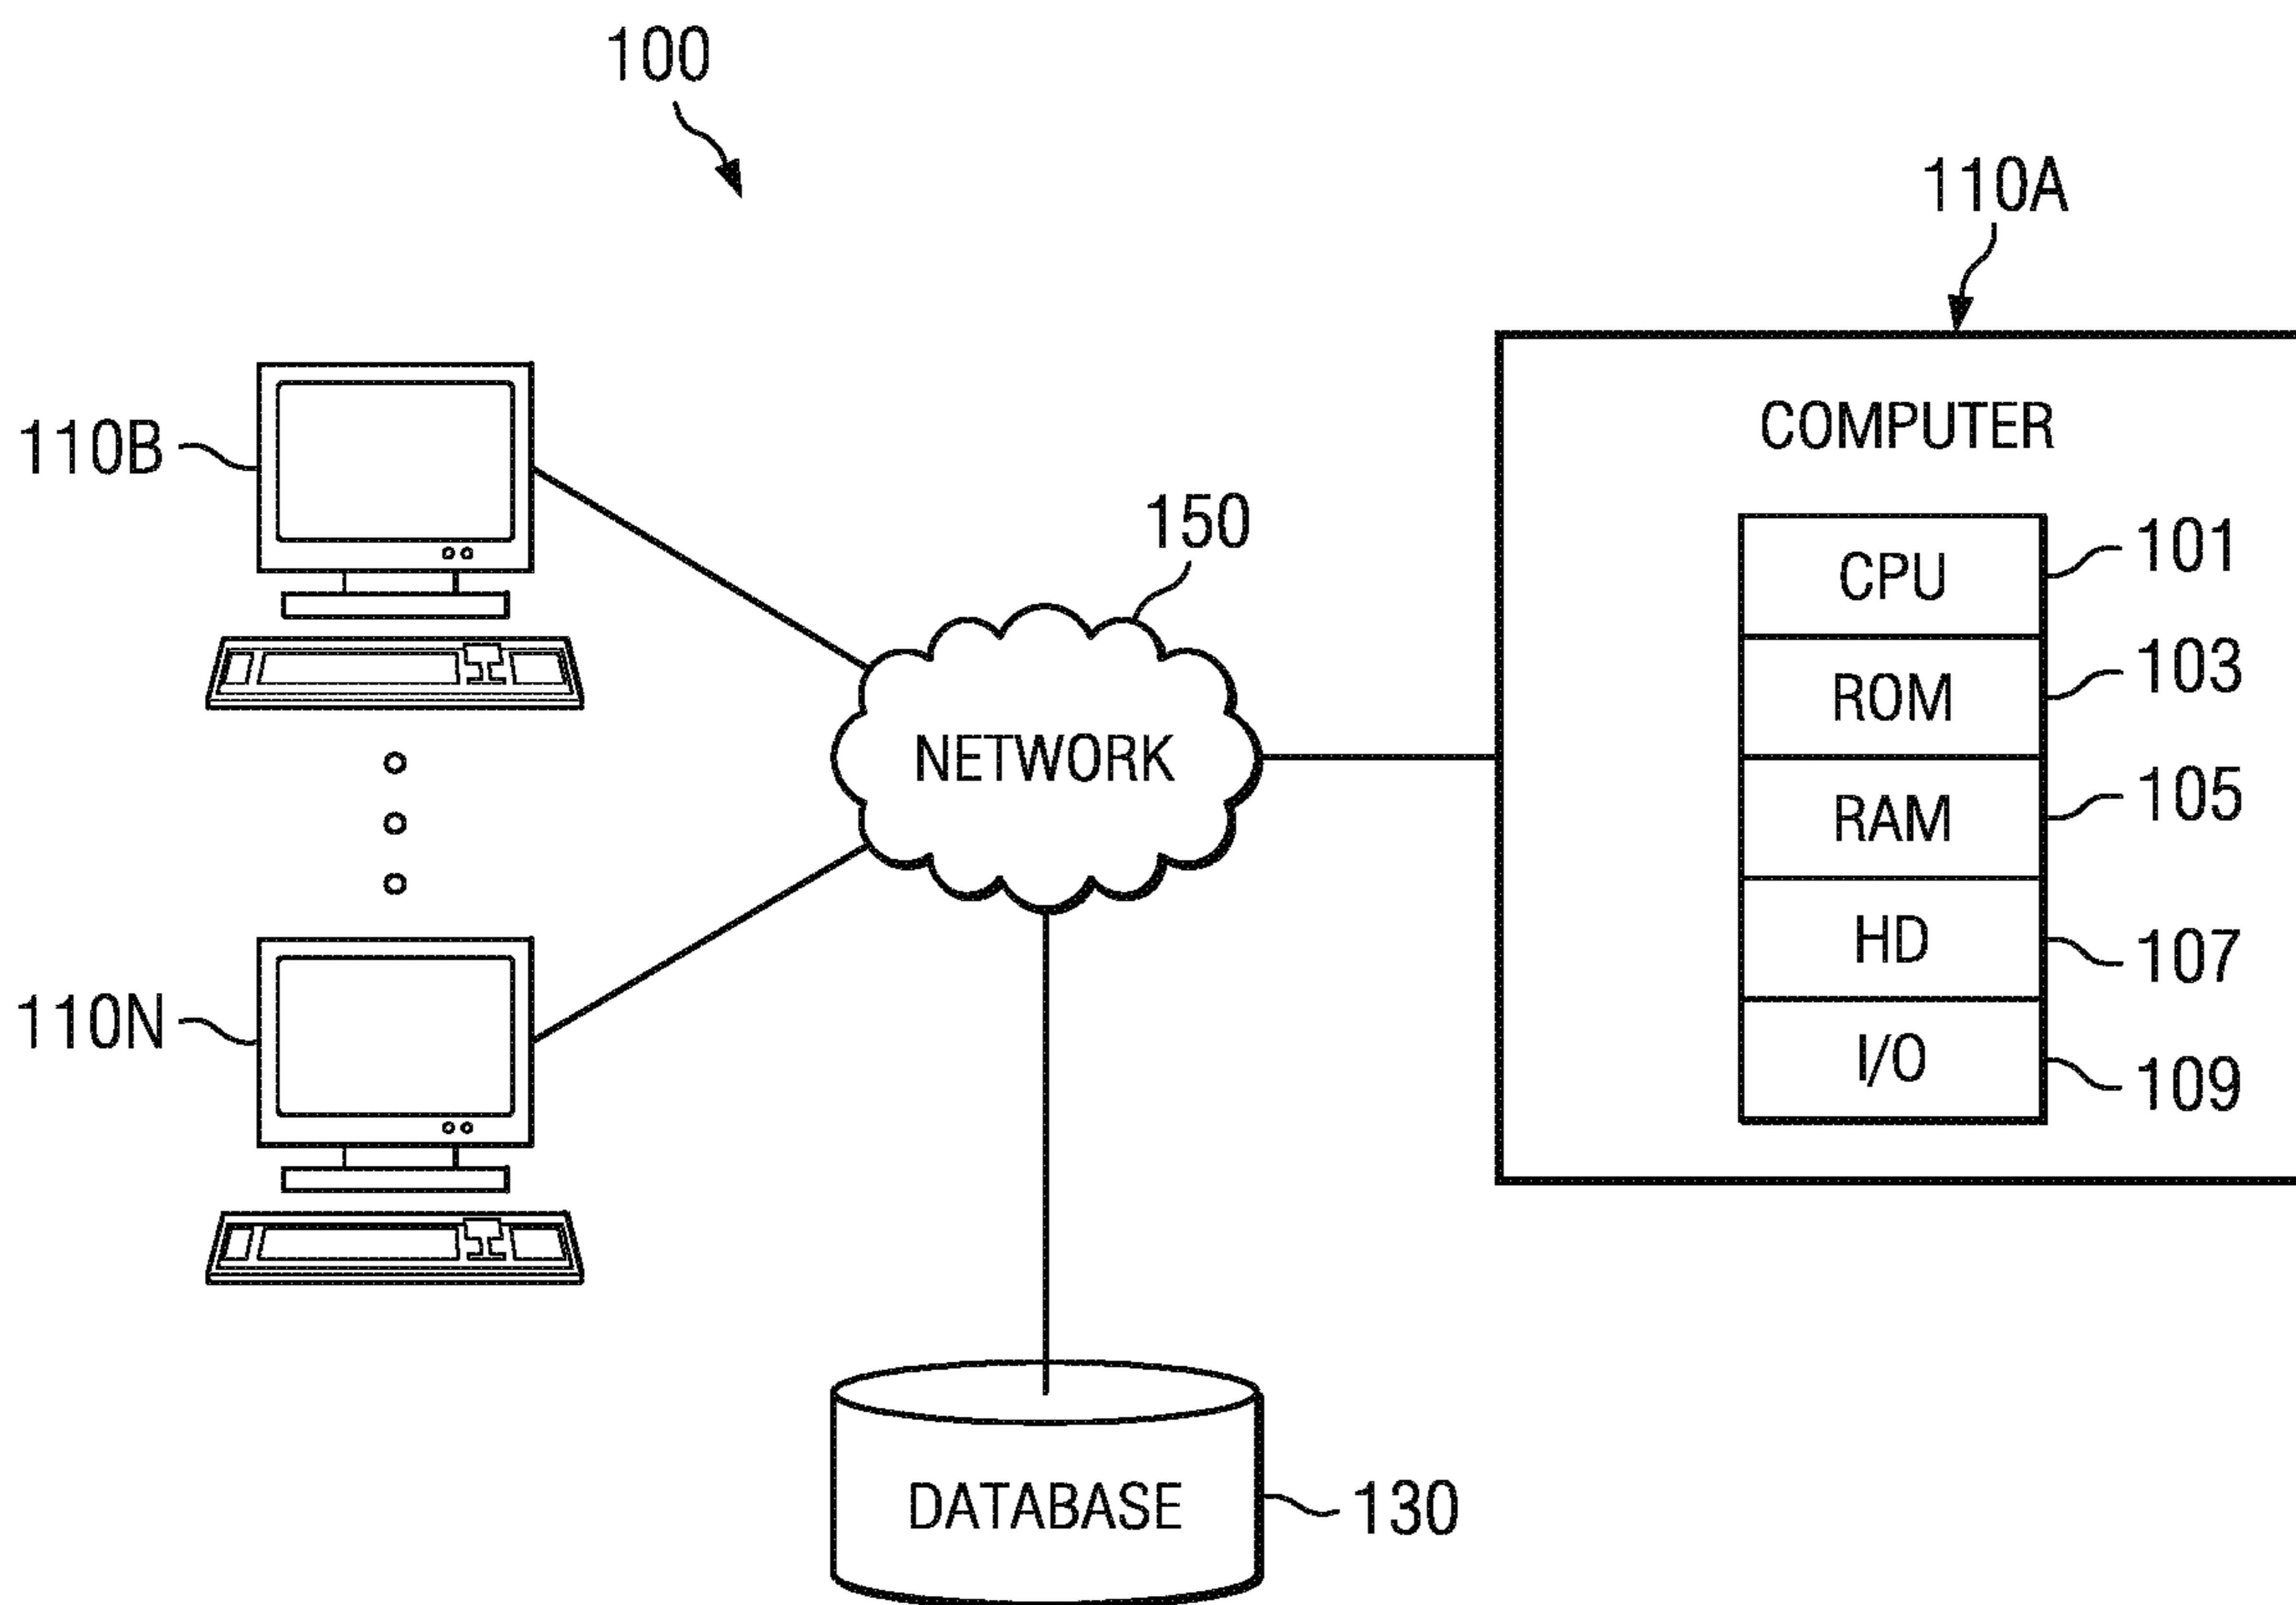 100
110A
COMPUTER
110B
150
CPU
101
ROM
103
NETWORK
RAM
105
HD
107
110N
I/O
109
DATABASE
130